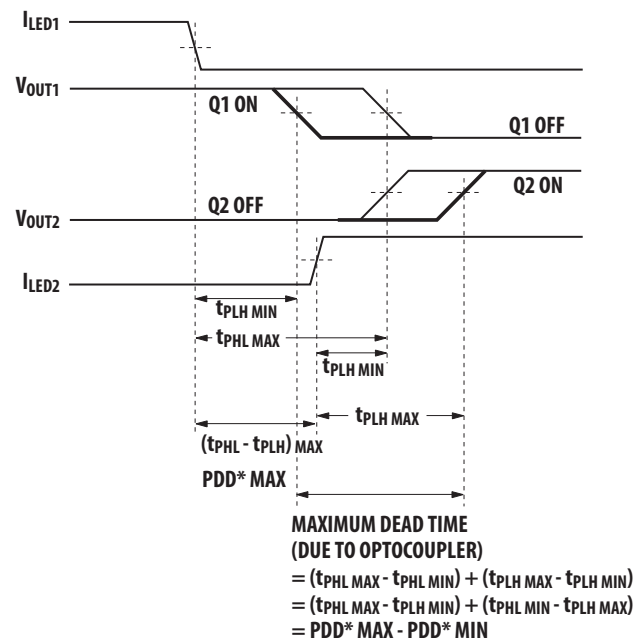 ILED1
VOUT1
Q1 ON
Q1 OFF
Q2 OFF
Q2 ON
VOUT2
ILED2
tPLH MIN
tPHL MAX
tPLH MIN
tPLH MAX
(tPHL - tPLH) MAX
PDD* MAX
MAXIMUM DEAD TIME
(DUE TO OPTOCOUPLER)
= (tPHL MAX - tPHL MIN) + (tPLH MAX - tPLH MIN)
= (tPHL MAX - tPLH MIN) + (tPHL MIN - tPLH MAX)
= PDD* MAX - PDD* MIN